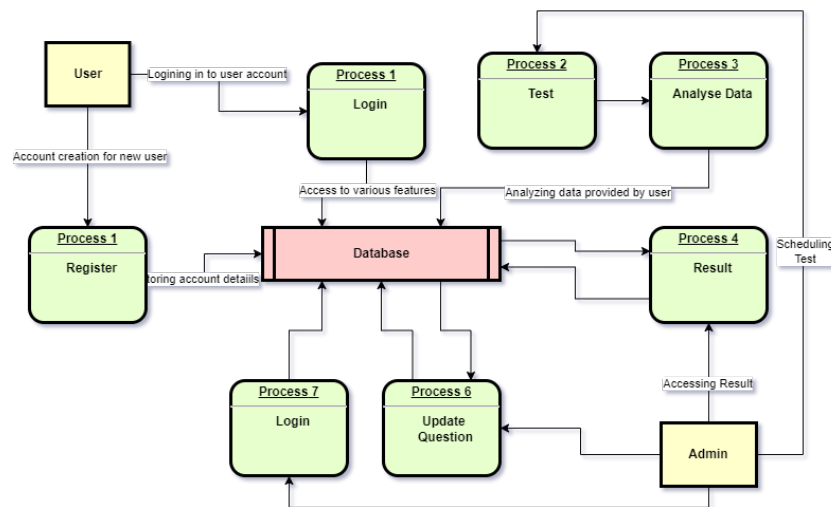 User
Logining in to user account
Process 1
Login
Process 2
Test
Process 3
Analyse Data
Account creation for new user
Access to various features
Analyzing data provided by user
Process 1
Register
toring account detaiils
Database
Process 4
Result
Scheduling
Test
Accessing Result
Process 7
Login
Process 6
Update
Question
Admin